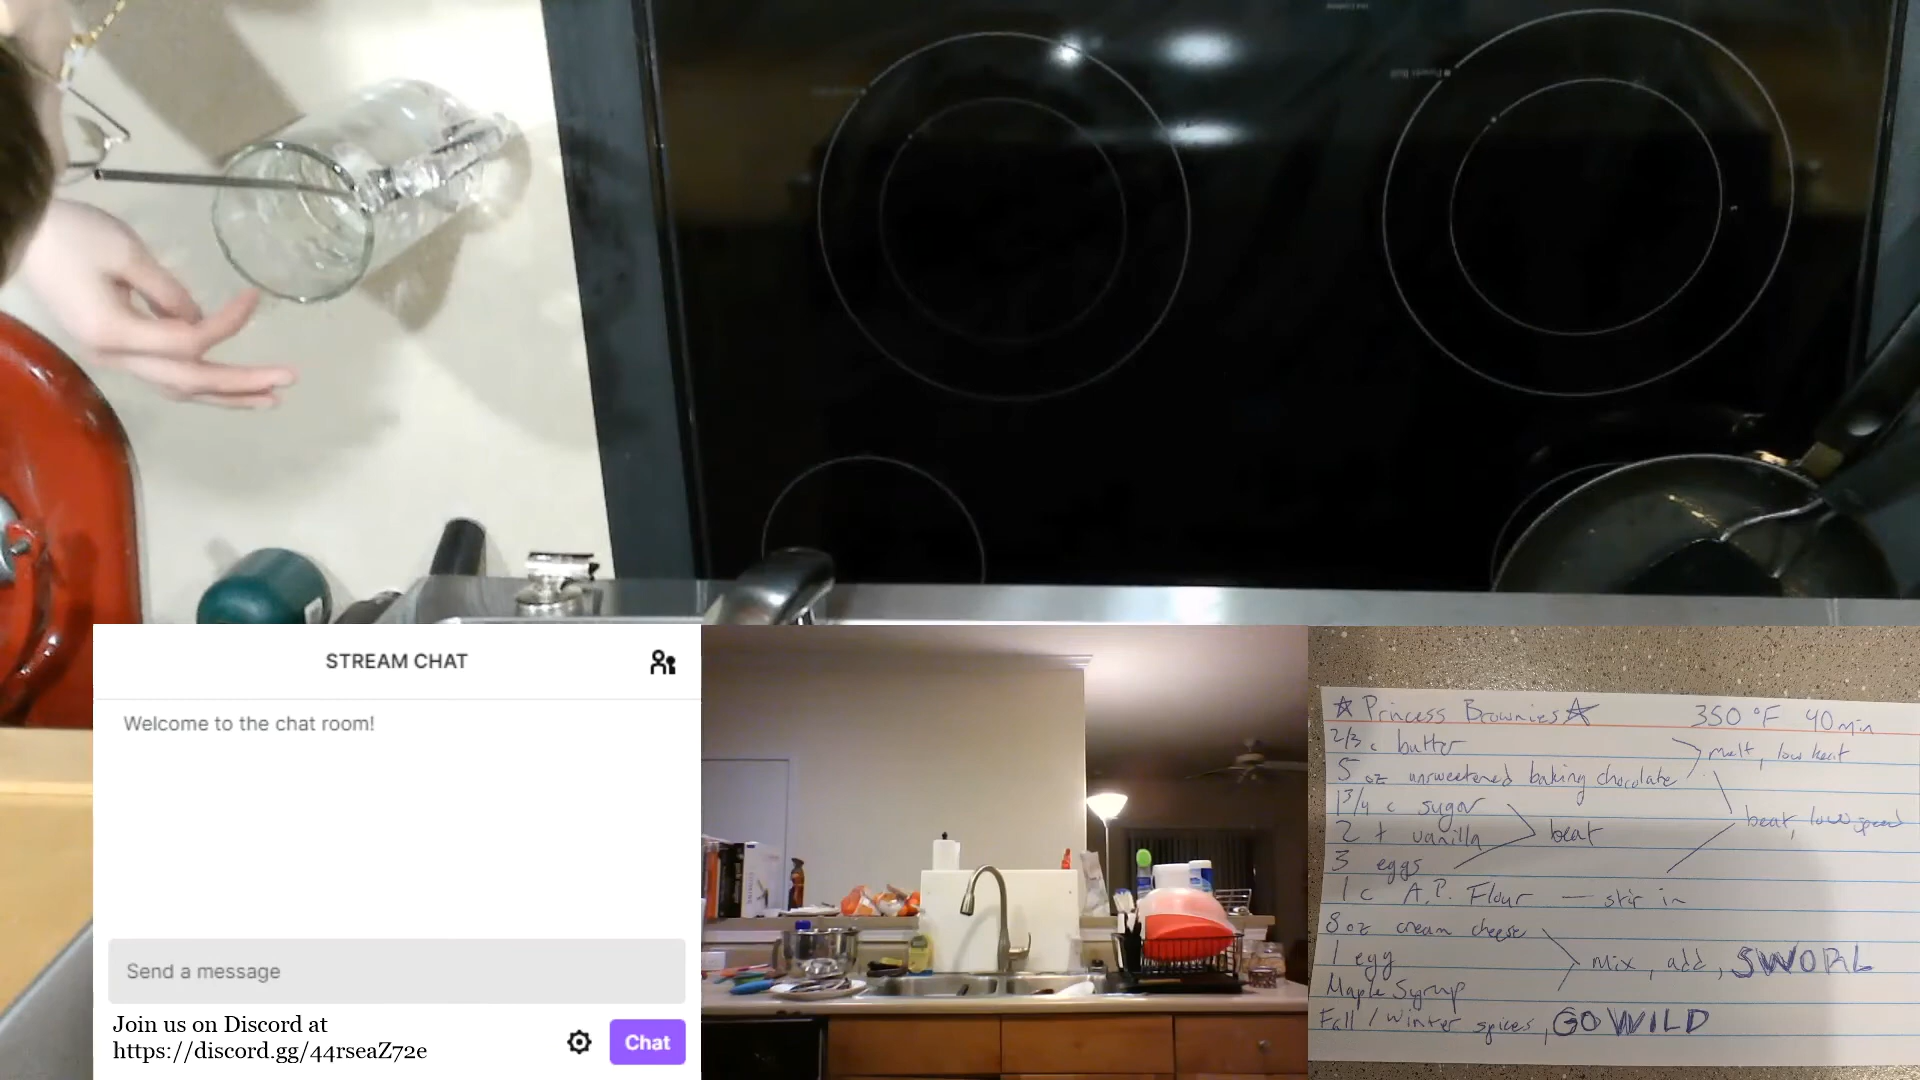 STREAM CHAT
Welcome to the chat room!
Send a message
Join us on Discord at
https://discord.gg/44rseaZ72e
Chat
☆ Princess Brownies ☆ 350 °F 40 min
2/3 c butter
melt, low heat
5 oz unsweetened baking chocolate
1 3/4 c sugar
beat, low speed
2 t vanilla
beat
3 eggs
1 c A.P. Flour — stir in
8 oz cream cheese
1 egg
mix, add, SWORL
Maple Syrup
Fall / Winter spices, GO WILD